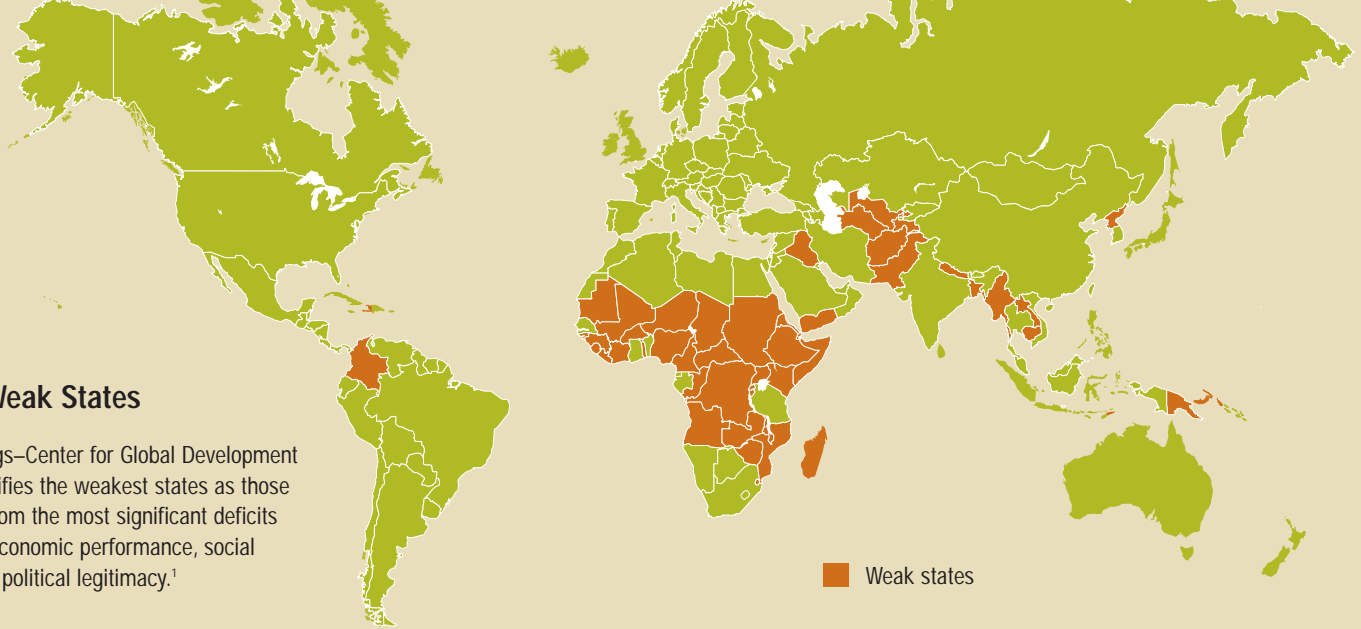 eak States
gs–Center for Global Development
ifies the weakest states as those
om the most significant deficits
conomic performance, social
political legitimacy.¹
Weak states